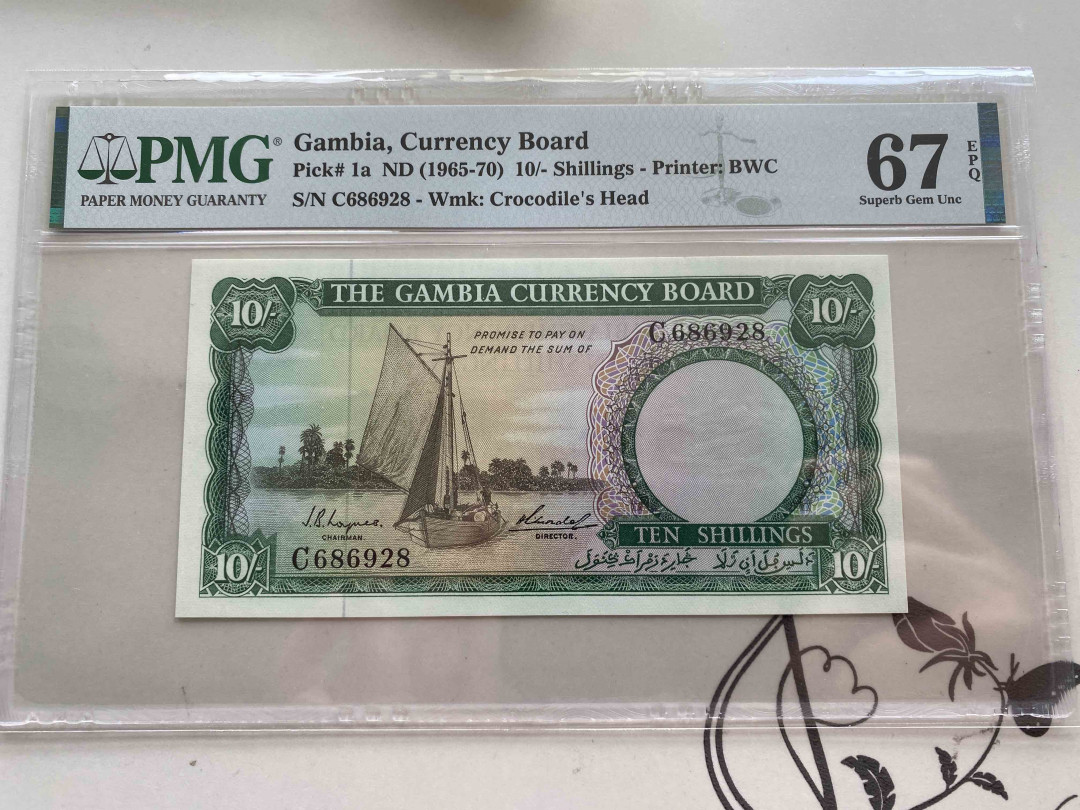 PMG®
PAPER MONEY GUARANTY
Gambia, Currency Board
Pick# 1a ND (1965-70) 10/- Shillings - Printer: BWC
S/N C686928 - Wmk: Crocodile's Head
67
EPQ
Superb Gem Unc
THE GAMBIA CURRENCY BOARD
10/-
10/-
PROMISE TO PAY ON
DEMAND THE SUM OF
C686928
J.B. Loynes.
CHAIRMAN.
DIRECTOR.
TEN SHILLINGS
C686928
10/-
10/-